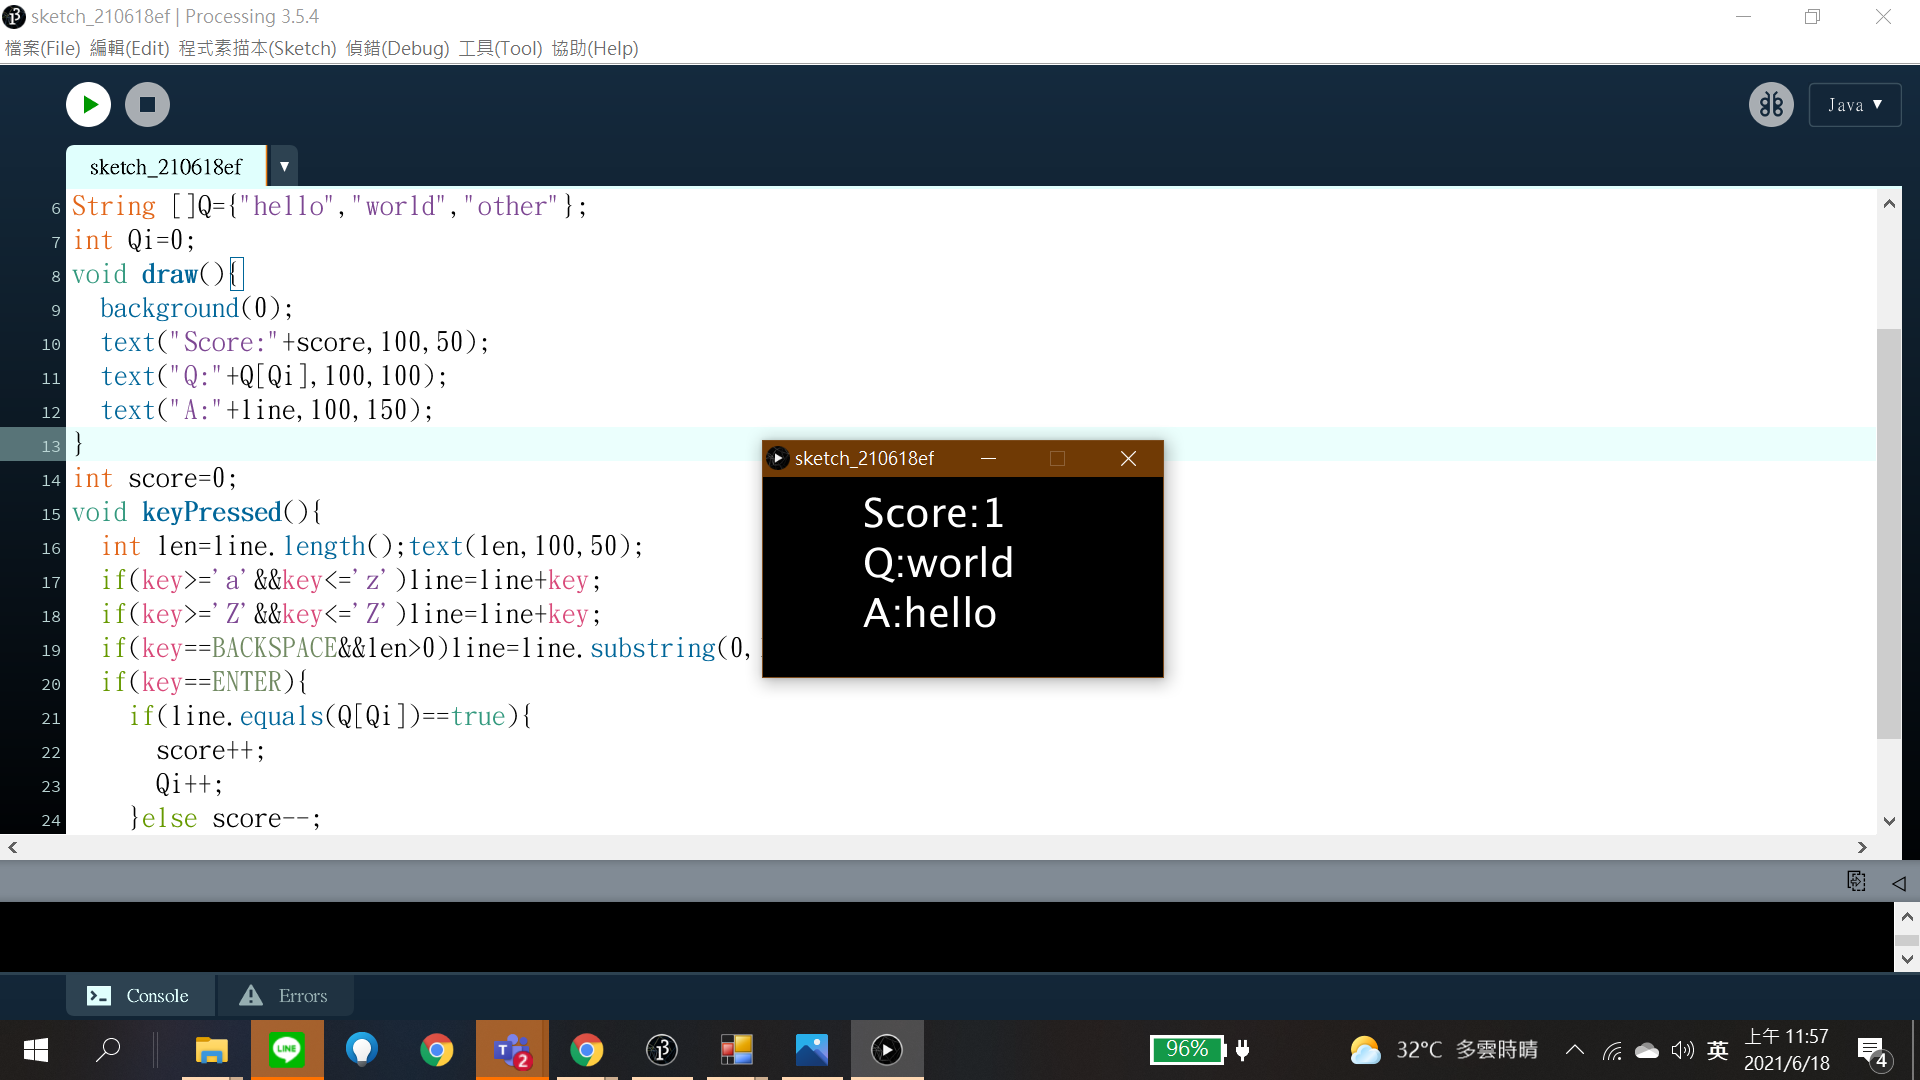 sketch_210618ef | Processing 3.5.4
檔案(File) 編輯(Edit) 程式素描本(Sketch) 偵錯(Debug) 工具(Tool) 協助(Help)
Java ▼
sketch_210618ef ▼
6 String []Q={"hello","world","other"};
7 int Qi=0;
8 void draw(){
9 background(0);
10 text("Score:"+score,100,50);
11 text("Q:"+Q[Qi],100,100);
12 text("A:"+line,100,150);
13 }
14 int score=0;
15 void keyPressed(){
16 int len=line.length();text(len,100,50);
17 if(key>='a'&&key<='z')line=line+key;
18 if(key>='Z'&&key<='Z')line=line+key;
19 if(key==BACKSPACE&&len>0)line=line.substring(0,
20 if(key==ENTER){
21 if(line.equals(Q[Qi])==true){
22 score++;
23 Qi++;
24 }else score--;
sketch_210618ef
Score:1
Q:world
A:hello
Console Errors
LINE
2
96%
32°C 多雲時晴
英
上午 11:57
2021/6/18
4